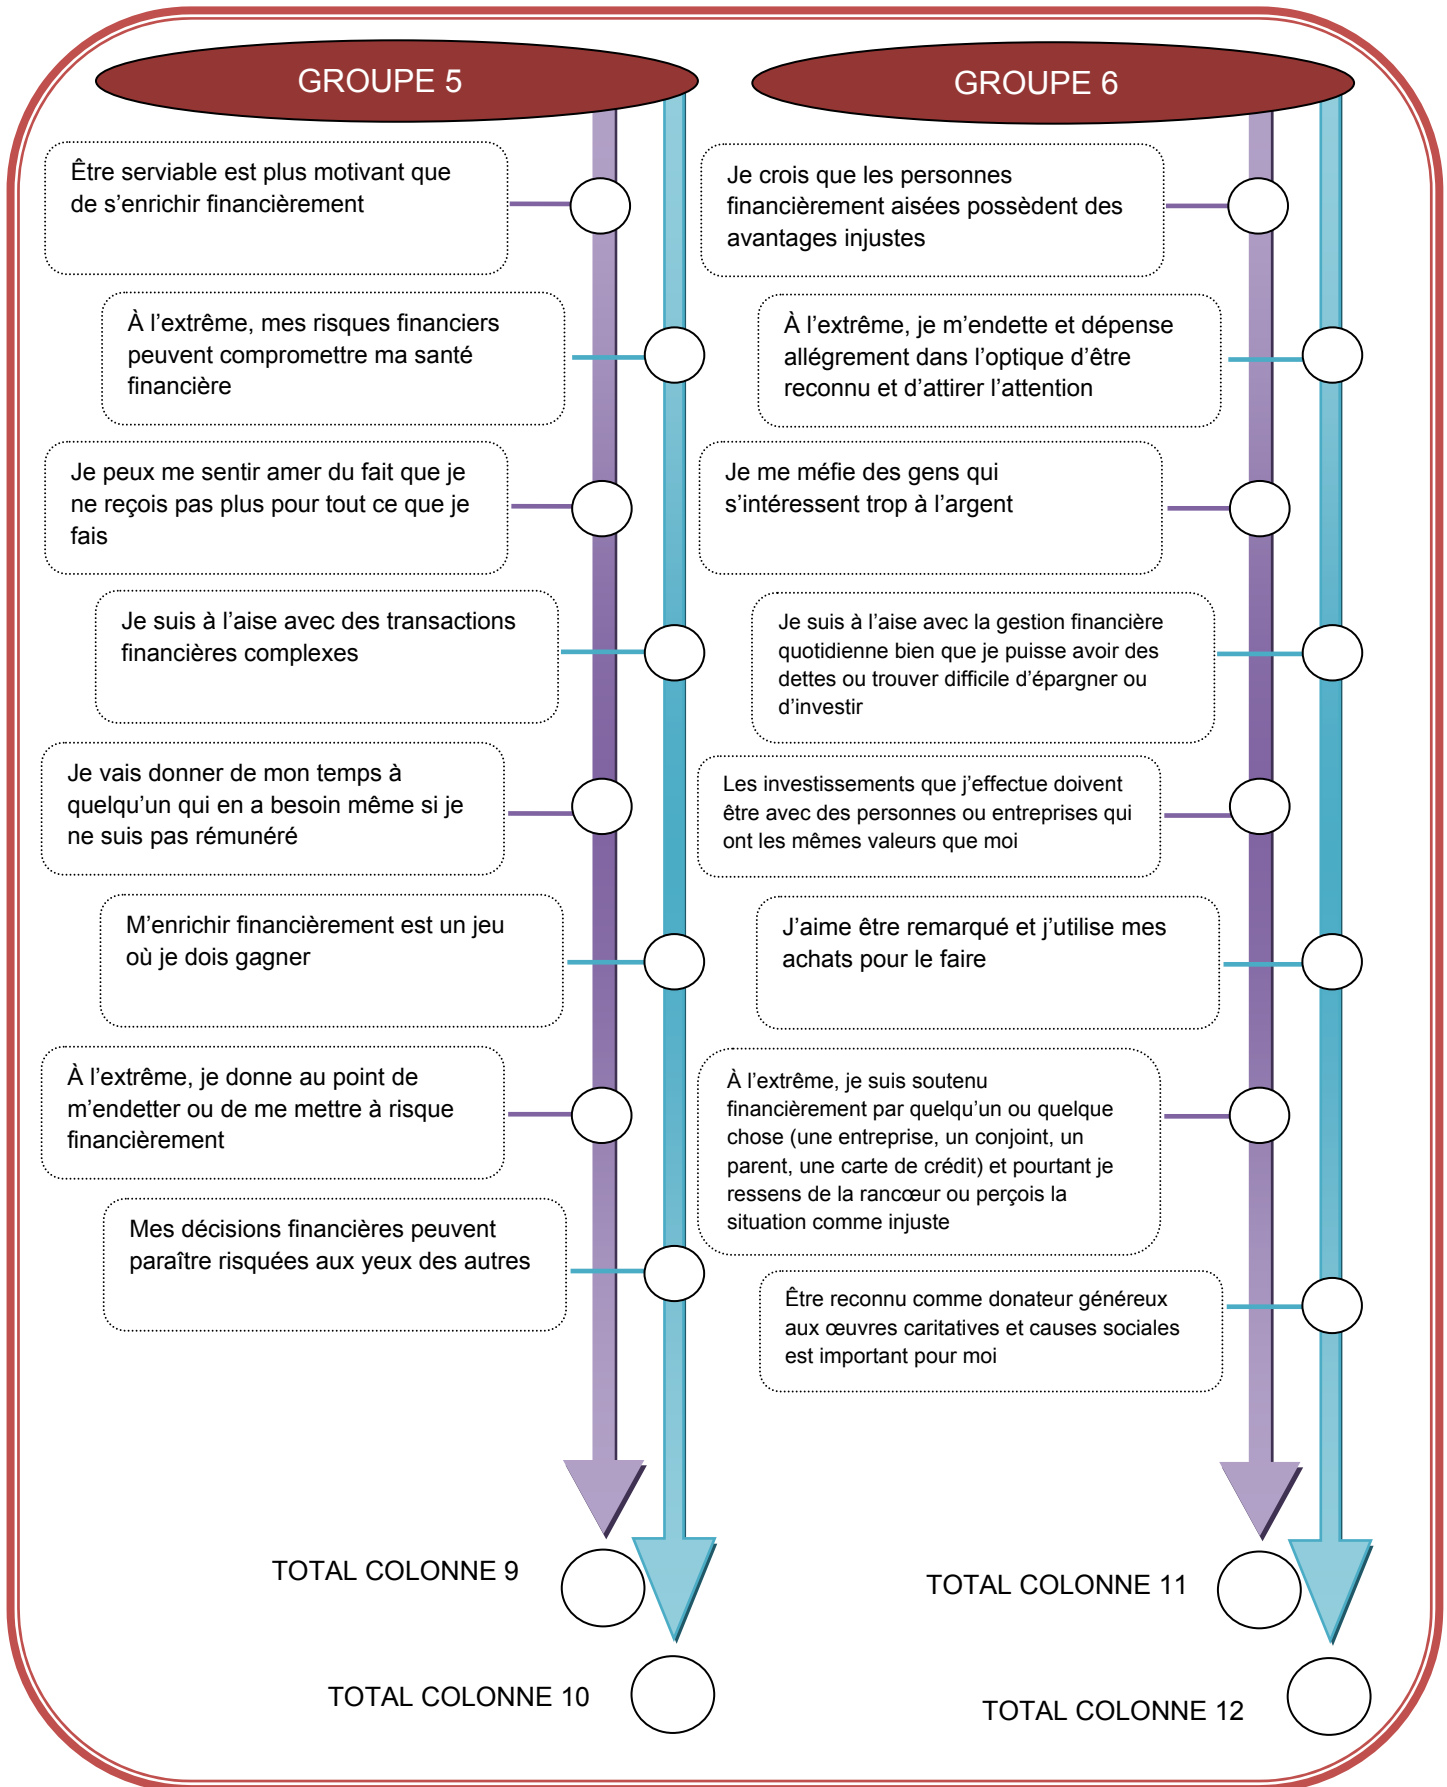 GROUPE 5
Être serviable est plus motivant que
de s’enrichir financièrement
À l’extrême, mes risques financiers
peuvent compromettre ma santé
financière
Je peux me sentir amer du fait que je
ne reçois pas plus pour tout ce que je
fais
Je suis à l’aise avec des transactions
financières complexes
Je vais donner de mon temps à
quelqu’un qui en a besoin même si je
ne suis pas rémunéré
M’enrichir financièrement est un jeu
où je dois gagner
À l’extrême, je donne au point de
m’endetter ou de me mettre à risque
financièrement
Mes décisions financières peuvent
paraître risquées aux yeux des autres
TOTAL COLONNE 9
TOTAL COLONNE 10
GROUPE 6
Je crois que les personnes
financièrement aisées possèdent des
avantages injustes
À l’extrême, je m’endette et dépense
allégrement dans l’optique d’être
reconnu et d’attirer l’attention
Je me méfie des gens qui
s’intéressent trop à l’argent
Je suis à l’aise avec la gestion financière
quotidienne bien que je puisse avoir des
dettes ou trouver difficile d’épargner ou
d’investir
Les investissements que j’effectue doivent
être avec des personnes ou entreprises qui
ont les mêmes valeurs que moi
J’aime être remarqué et j’utilise mes
achats pour le faire
À l’extrême, je suis soutenu
financièrement par quelqu’un ou quelque
chose (une entreprise, un conjoint, un
parent, une carte de crédit) et pourtant je
ressens de la rancœur ou perçois la
situation comme injuste
Être reconnu comme donateur généreux
aux œuvres caritatives et causes sociales
est important pour moi
TOTAL COLONNE 11
TOTAL COLONNE 12